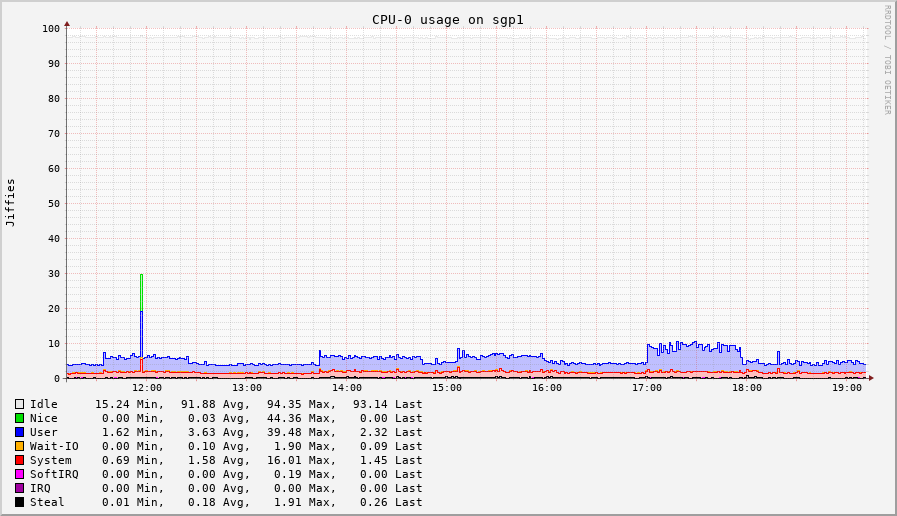 CPU-0 usage on sgp1
RRDTOOL / TOBI OETIKER
Jiffies
100
90
80
70
60
50
40
30
20
10
0
12:00 13:00 14:00 15:00 16:00 17:00 18:00 19:00
Idle 15.24 Min, 91.88 Avg, 94.35 Max, 93.14 Last
Nice 0.00 Min, 0.03 Avg, 44.36 Max, 0.00 Last
User 1.62 Min, 3.63 Avg, 39.48 Max, 2.32 Last
Wait-IO 0.00 Min, 0.10 Avg, 1.90 Max, 0.09 Last
System 0.69 Min, 1.58 Avg, 16.01 Max, 1.45 Last
SoftIRQ 0.00 Min, 0.00 Avg, 0.19 Max, 0.00 Last
IRQ 0.00 Min, 0.00 Avg, 0.00 Max, 0.00 Last
Steal 0.01 Min, 0.18 Avg, 1.91 Max, 0.26 Last